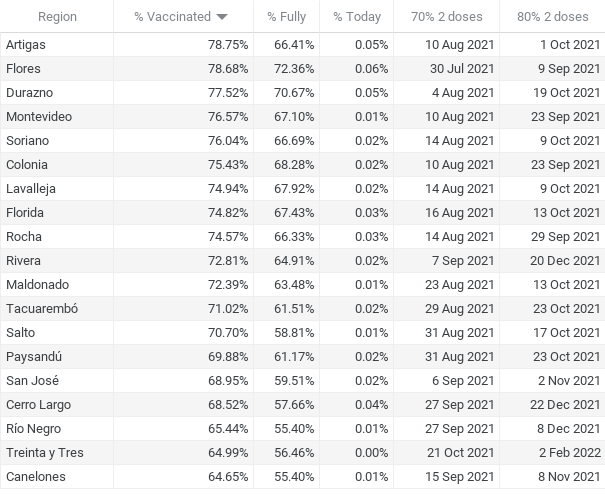 Region % Vaccinated % Fully % Today 70% 2 doses 80% 2 doses
Artigas 78.75% 66.41% 0.05% 10 Aug 2021 1 Oct 2021
Flores 78.68% 72.36% 0.06% 30 Jul 2021 9 Sep 2021
Durazno 77.52% 70.67% 0.05% 4 Aug 2021 19 Oct 2021
Montevideo 76.57% 67.10% 0.01% 10 Aug 2021 23 Sep 2021
Soriano 76.04% 66.69% 0.02% 14 Aug 2021 9 Oct 2021
Colonia 75.43% 68.28% 0.02% 10 Aug 2021 23 Sep 2021
Lavalleja 74.94% 67.92% 0.02% 14 Aug 2021 9 Oct 2021
Florida 74.82% 67.43% 0.03% 16 Aug 2021 13 Oct 2021
Rocha 74.57% 66.33% 0.03% 14 Aug 2021 29 Sep 2021
Rivera 72.81% 64.91% 0.02% 7 Sep 2021 20 Dec 2021
Maldonado 72.39% 63.48% 0.01% 23 Aug 2021 13 Oct 2021
Tacuarembó 71.02% 61.51% 0.02% 29 Aug 2021 23 Oct 2021
Salto 70.70% 58.81% 0.01% 31 Aug 2021 17 Oct 2021
Paysandú 69.88% 61.17% 0.02% 31 Aug 2021 23 Oct 2021
San José 68.95% 59.51% 0.02% 6 Sep 2021 2 Nov 2021
Cerro Largo 68.52% 57.66% 0.04% 27 Sep 2021 22 Dec 2021
Río Negro 65.44% 55.40% 0.01% 27 Sep 2021 8 Dec 2021
Treinta y Tres 64.99% 56.46% 0.00% 21 Oct 2021 2 Feb 2022
Canelones 64.65% 55.40% 0.01% 15 Sep 2021 8 Nov 2021